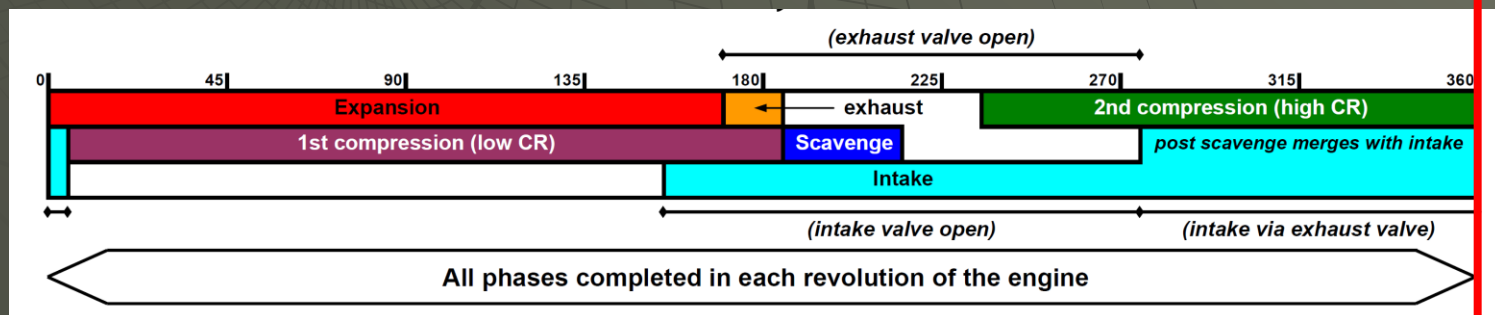 (exhaust valve open)
0 45 90 135 180 225 270 315 360
Expansion exhaust 2nd compression (high CR)
1st compression (low CR) Scavenge post scavenge merges with intake
Intake
(intake valve open) (intake via exhaust valve)
All phases completed in each revolution of the engine